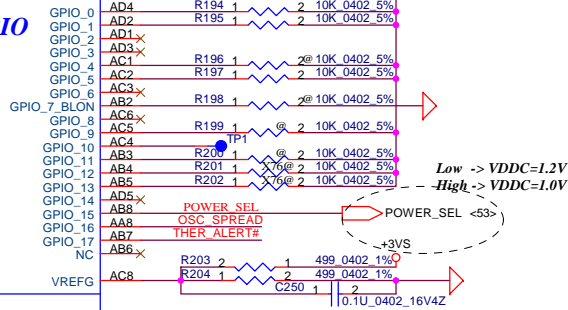 IO
GPIO_0 AD4 R194 1 2 10K_0402_5%
GPIO_1 AD2 R195 1 2 10K_0402_5%
GPIO_2 AD1
GPIO_3 AD3
GPIO_4 AC1 R196 1 2 @ 10K_0402_5%
GPIO_5 AC2 R197 1 2 10K_0402_5%
GPIO_6 AC3
GPIO_7_BLON AB2 R198 1 2 @ 10K_0402_5%
GPIO_8 AC6
GPIO_9 AC5 R199 1 @ 2 10K_0402_5%
GPIO_10 AC4 TP1
GPIO_11 AB3 R200 1 @ 2 10K_0402_5%
GPIO_12 AB4 R201 1 X76@ 2 10K_0402_5%
GPIO_13 AB5 R202 1 X76@ 2 10K_0402_5%
GPIO_14 AD5
GPIO_15 AB8 POWER_SEL
GPIO_16 AA8 OSC_SPREAD
GPIO_17 AB7 THER_ALERT#
NC AB6
Low -> VDDC=1.2V
High -> VDDC=1.0V
POWER_SEL <53>
+3VS
R203 2 1 499_0402_1%
VREFG AC8 R204 1 2 499_0402_1%
C250 1 2
0.1U_0402_16V4Z